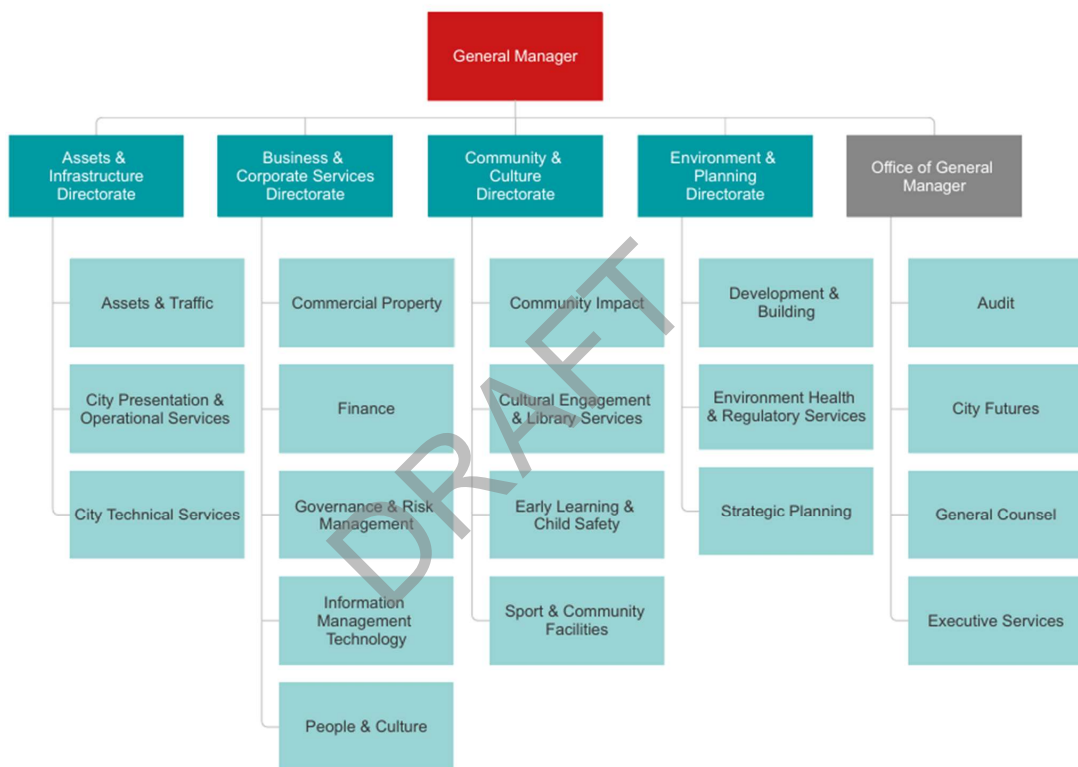 General Manager
Assets &
Infrastructure
Directorate
Business &
Corporate Services
Directorate
Community &
Culture
Directorate
Environment &
Planning
Directorate
Office of General
Manager
Assets & Traffic
City Presentation &
Operational Services
City Technical Services
Commercial Property
Finance
Governance & Risk
Management
Information
Management
Technology
People & Culture
Community Impact
Cultural Engagement
& Library Services
Early Learning &
Child Safety
Sport & Community
Facilities
Development &
Building
Environment Health
& Regulatory Services
Strategic Planning
Audit
City Futures
General Counsel
Executive Services
DRAFT